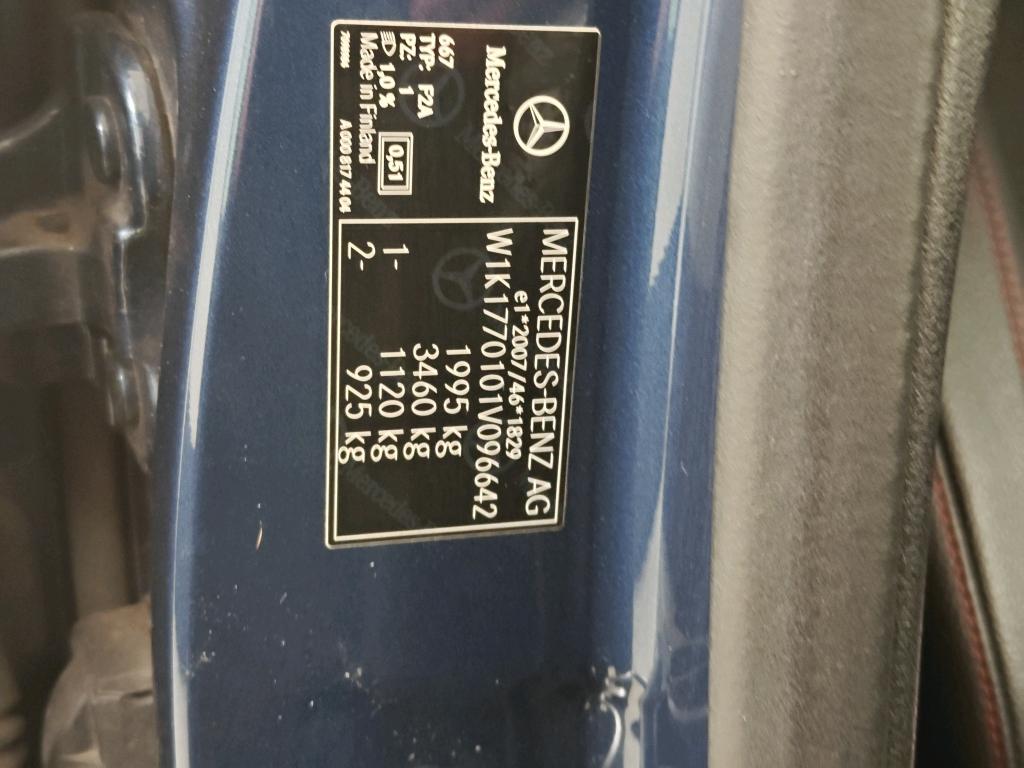 Mercedes-Benz
667
TYP: F2A
PZ: 1
1,0 %
0,51
Made in Finland
A 000 817 44 04
MERCEDES-BENZ AG
e1*2007/46*1829
W1K1770101V096642
1995 kg
3460 kg
1- 1120 kg
2- 925 kg